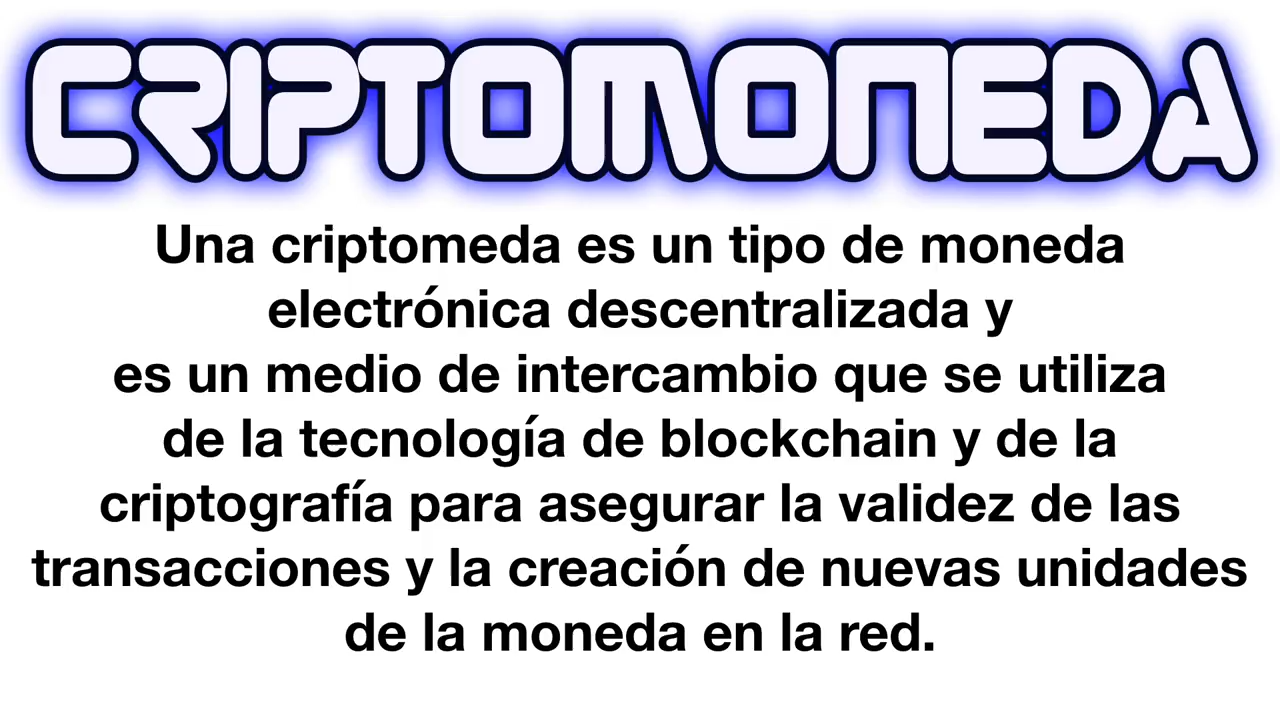 CRIPTOMONEDA
Una criptomeda es un tipo de moneda
electrónica descentralizada y
es un medio de intercambio que se utiliza
de la tecnología de blockchain y de la
criptografía para asegurar la validez de las
transacciones y la creación de nuevas unidades
de la moneda en la red.